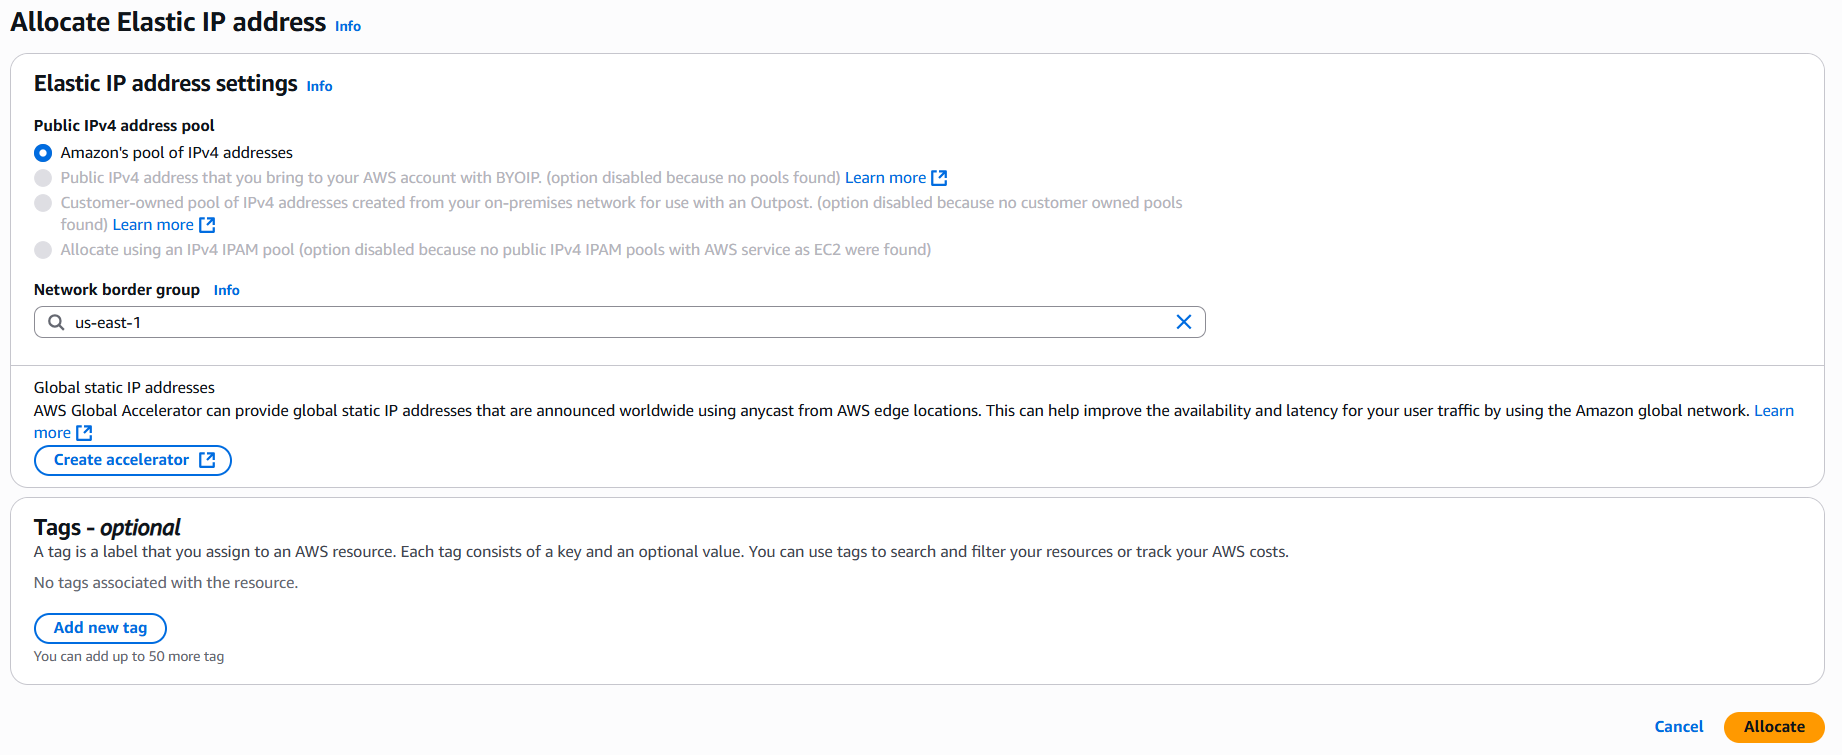 Allocate Elastic IP address Info
Elastic IP address settings Info
Public IPv4 address pool
Amazon's pool of IPv4 addresses
Public IPv4 address that you bring to your AWS account with BYOIP. (option disabled because no pools found) Learn more
Customer-owned pool of IPv4 addresses created from your on-premises network for use with an Outpost. (option disabled because no customer owned pools
found) Learn more
Allocate using an IPv4 IPAM pool (option disabled because no public IPv4 IPAM pools with AWS service as EC2 were found)
Network border group Info
us-east-1
Global static IP addresses
AWS Global Accelerator can provide global static IP addresses that are announced worldwide using anycast from AWS edge locations. This can help improve the availability and latency for your user traffic by using the Amazon global network. Learn
more
Create accelerator
Tags - optional
A tag is a label that you assign to an AWS resource. Each tag consists of a key and an optional value. You can use tags to search and filter your resources or track your AWS costs.
No tags associated with the resource.
Add new tag
You can add up to 50 more tag
Cancel Allocate